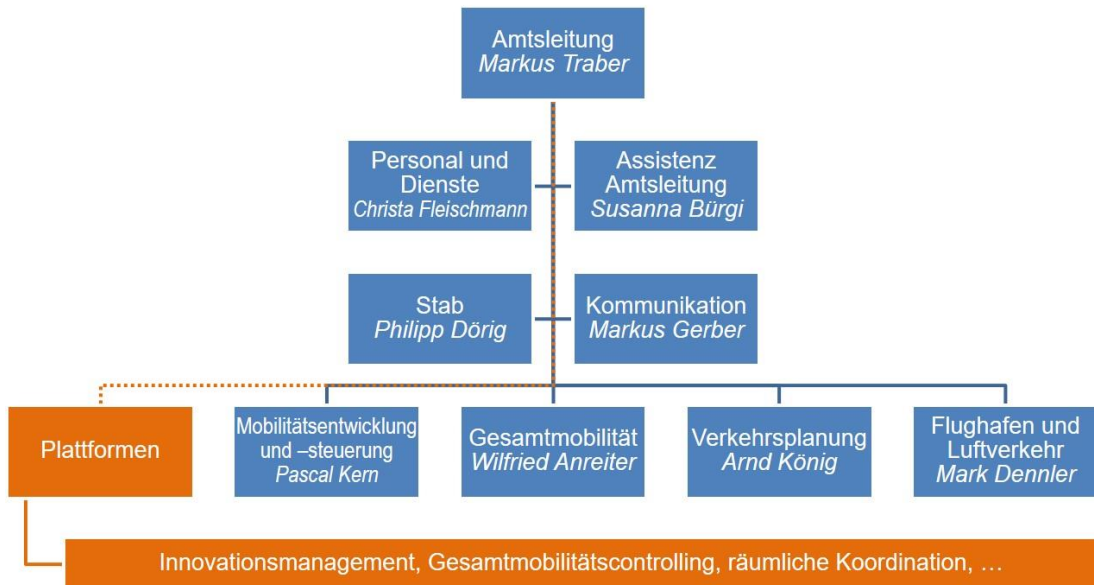 Amtsleitung
Markus Traber
Personal und
Dienste
Christa Fleischmann
Assistenz
Amtsleitung
Susanna Bürgi
Stab
Philipp Dörig
Kommunikation
Markus Gerber
Plattformen
Mobilitätsentwicklung
und –steuerung
Pascal Kern
Gesamtmobilität
Wilfried Anreiter
Verkehrsplanung
Arnd König
Flughafen und
Luftverkehr
Mark Dennler
Innovationsmanagement, Gesamtmobilitätscontrolling, räumliche Koordination, …